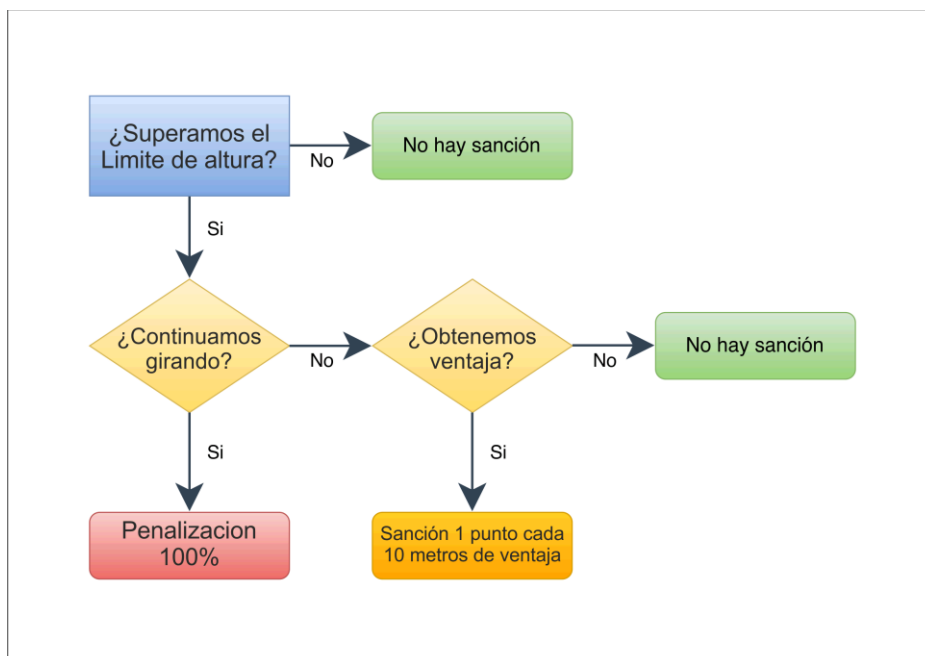 ¿Superamos el
Limite de altura?
No
No hay sanción
Si
¿Continuamos
girando?
No
¿Obtenemos
ventaja?
No
No hay sanción
Si
Si
Penalizacion
100%
Sanción 1 punto cada
10 metros de ventaja